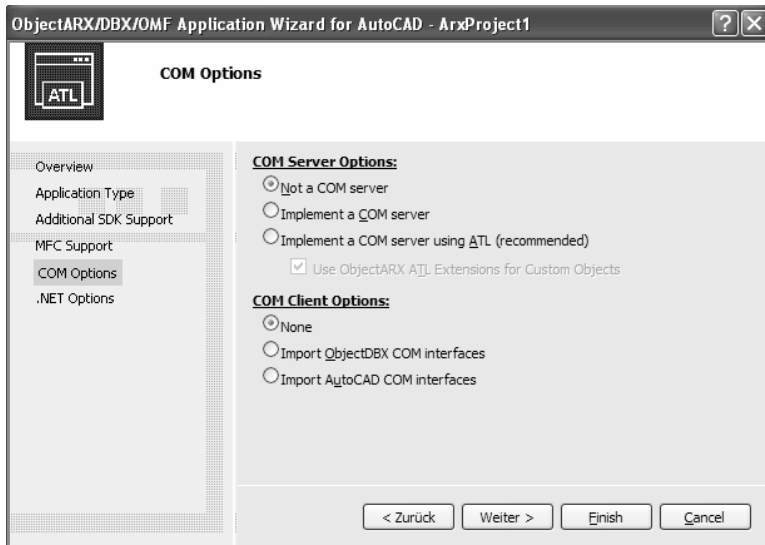 ObjectARX/DBX/OMF Application Wizard for AutoCAD - ArxProject1
ATL
COM Options
Overview
Application Type
Additional SDK Support
MFC Support
COM Options
.NET Options
COM Server Options:
Not a COM server
Implement a COM server
Implement a COM server using ATL (recommended)
Use ObjectARX ATL Extensions for Custom Objects
COM Client Options:
None
Import ObjectDBX COM interfaces
Import AutoCAD COM interfaces
< Zurück Weiter > Finish Cancel